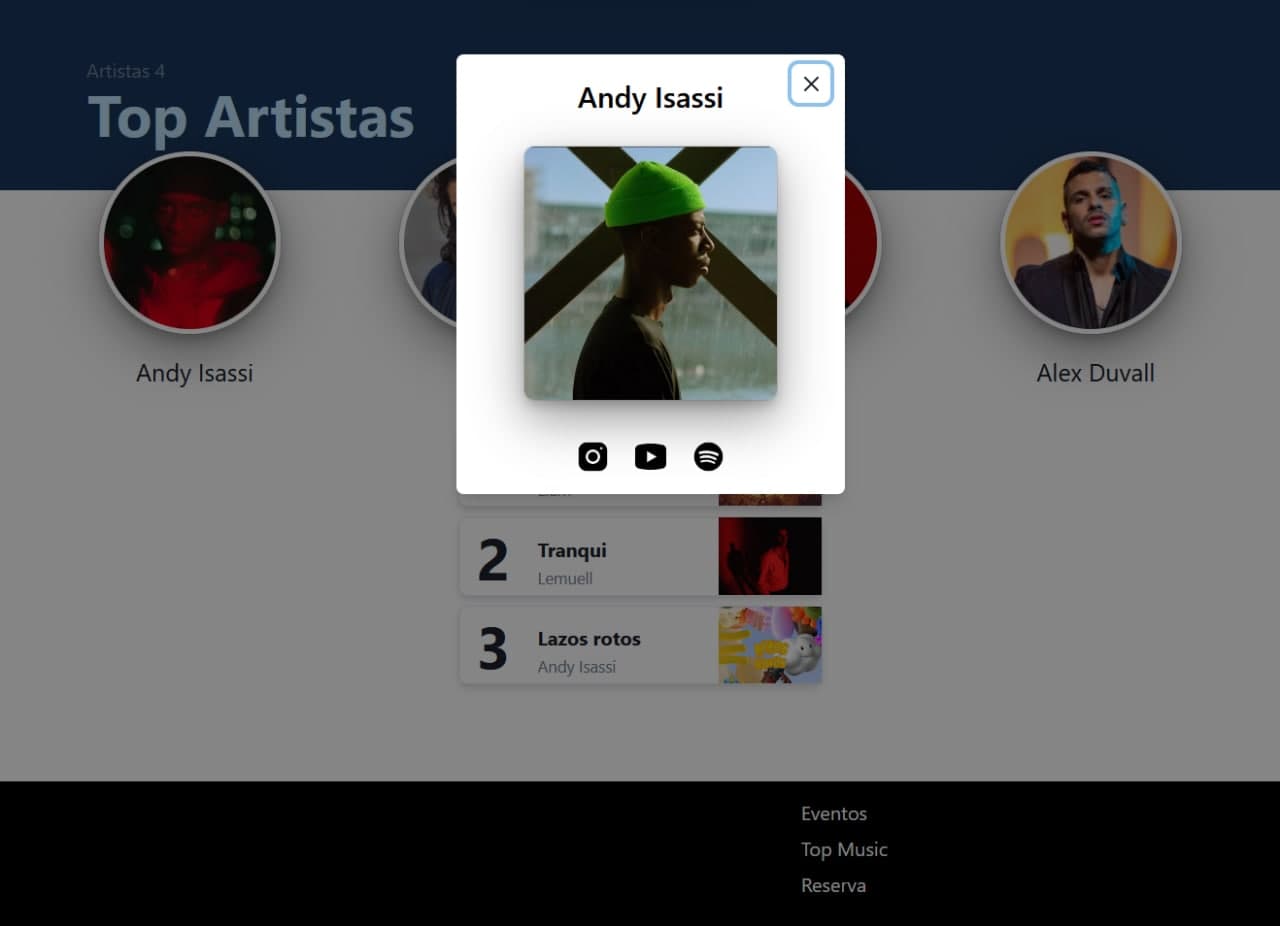 Artistas 4
Top Artistas
Andy Isassi
Andy Isassi
Alex Duvall
2
Tranqui
Lemuell
3
Lazos rotos
Andy Isassi
Eventos
Top Music
Reserva